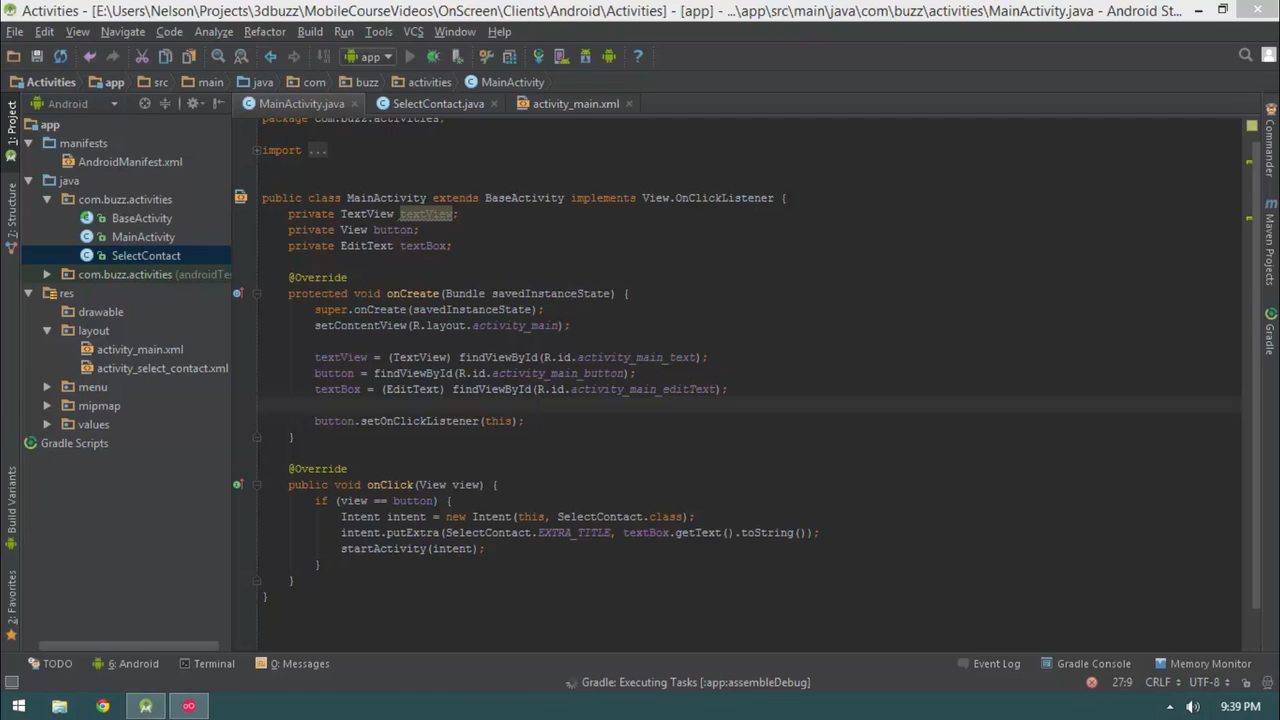 Activities - [E:\Users\Nelson\Projects\3dbuzz\MobileCourseVideos\OnScreen\Clients\Android\Activities] - [app] - ...\app\src\main\java\com\buzz\activities\MainActivity.java - Android St...
File Edit View Navigate Code Analyze Refactor Build Run Tools VCS Window Help
app
Activities app src main java com buzz activities MainActivity
Android MainActivity.java SelectContact.java activity_main.xml
1: Project
Z: Structure
Build Variants
2: Favorites
app
manifests
AndroidManifest.xml
java
com.buzz.activities
BaseActivity
MainActivity
SelectContact
com.buzz.activities (androidTe
res
drawable
layout
activity_main.xml
activity_select_contact.xml
menu
mipmap
values
Gradle Scripts
package com.buzz.activities;
import ...
public class MainActivity extends BaseActivity implements View.OnClickListener {
private TextView textView;
private View button;
private EditText textBox;
@Override
protected void onCreate(Bundle savedInstanceState) {
super.onCreate(savedInstanceState);
setContentView(R.layout.activity_main);
textView = (TextView) findViewById(R.id.activity_main_text);
button = findViewById(R.id.activity_main_button);
textBox = (EditText) findViewById(R.id.activity_main_editText);
button.setOnClickListener(this);
}
@Override
public void onClick(View view) {
if (view == button) {
Intent intent = new Intent(this, SelectContact.class);
intent.putExtra(SelectContact.EXTRA_TITLE, textBox.getText().toString());
startActivity(intent);
}
}
}
Commander
Maven Projects
Gradle
TODO 6: Android Terminal 0: Messages Event Log Gradle Console Memory Monitor
Gradle: Executing Tasks [:app:assembleDebug] 27:9 CRLF UTF-8
9:39 PM